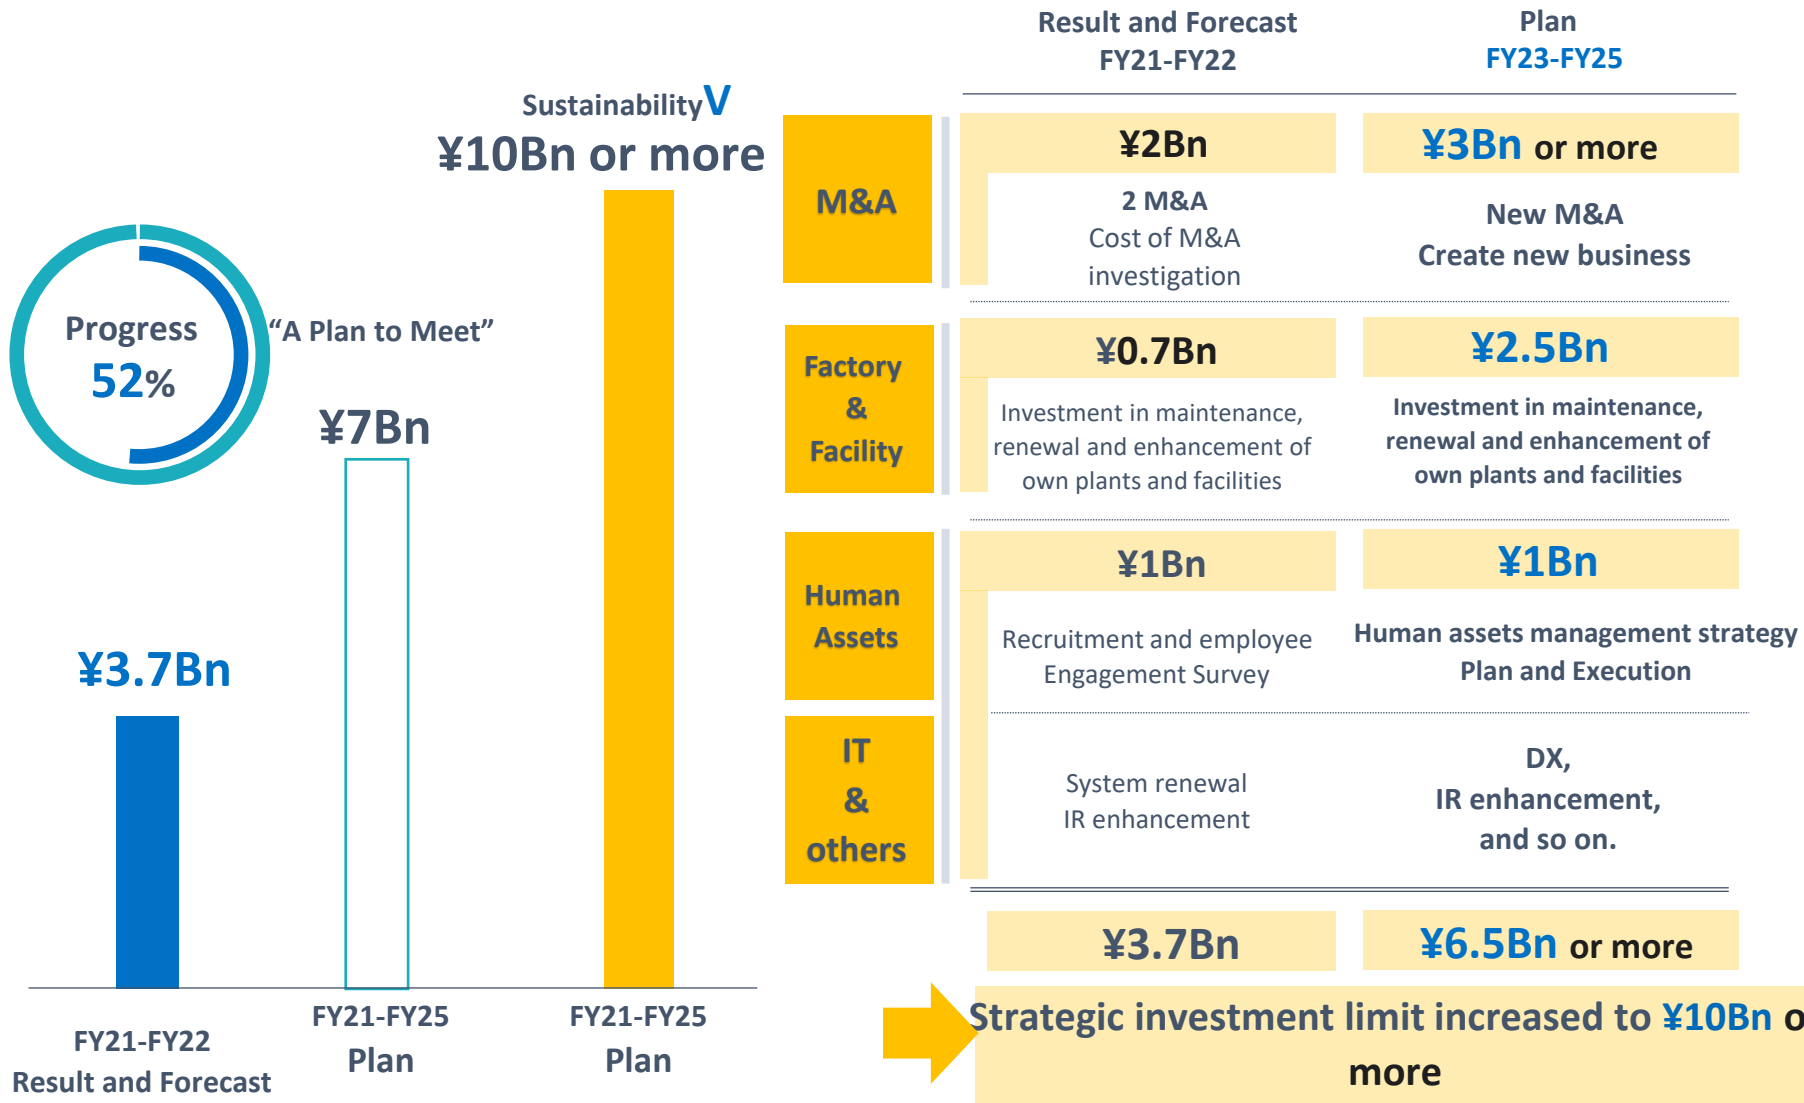 Result and Forecast
FY21-FY22
Plan
FY23-FY25
SustainabilityV
¥10Bn or more
Progress
52%
“A Plan to Meet”
¥7Bn
¥3.7Bn
FY21-FY22
Result and Forecast
FY21-FY25
Plan
FY21-FY25
Plan
M&A
¥2Bn
2 M&A
Cost of M&A
investigation
¥3Bn or more
New M&A
Create new business
Factory
&
Facility
¥0.7Bn
Investment in maintenance,
renewal and enhancement of
own plants and facilities
¥2.5Bn
Investment in maintenance,
renewal and enhancement of
own plants and facilities
Human
Assets
¥1Bn
Recruitment and employee
Engagement Survey
¥1Bn
Human assets management strategy
Plan and Execution
IT
&
others
System renewal
IR enhancement
DX,
IR enhancement,
and so on.
¥3.7Bn
¥6.5Bn or more
Strategic investment limit increased to ¥10Bn o
more